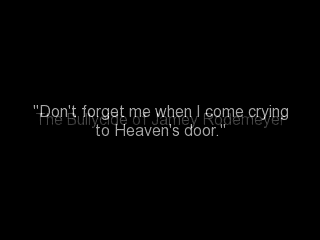 "Don't forget me when I come crying
The Bullycide of Jamey Rodemeyer
to Heaven's door."